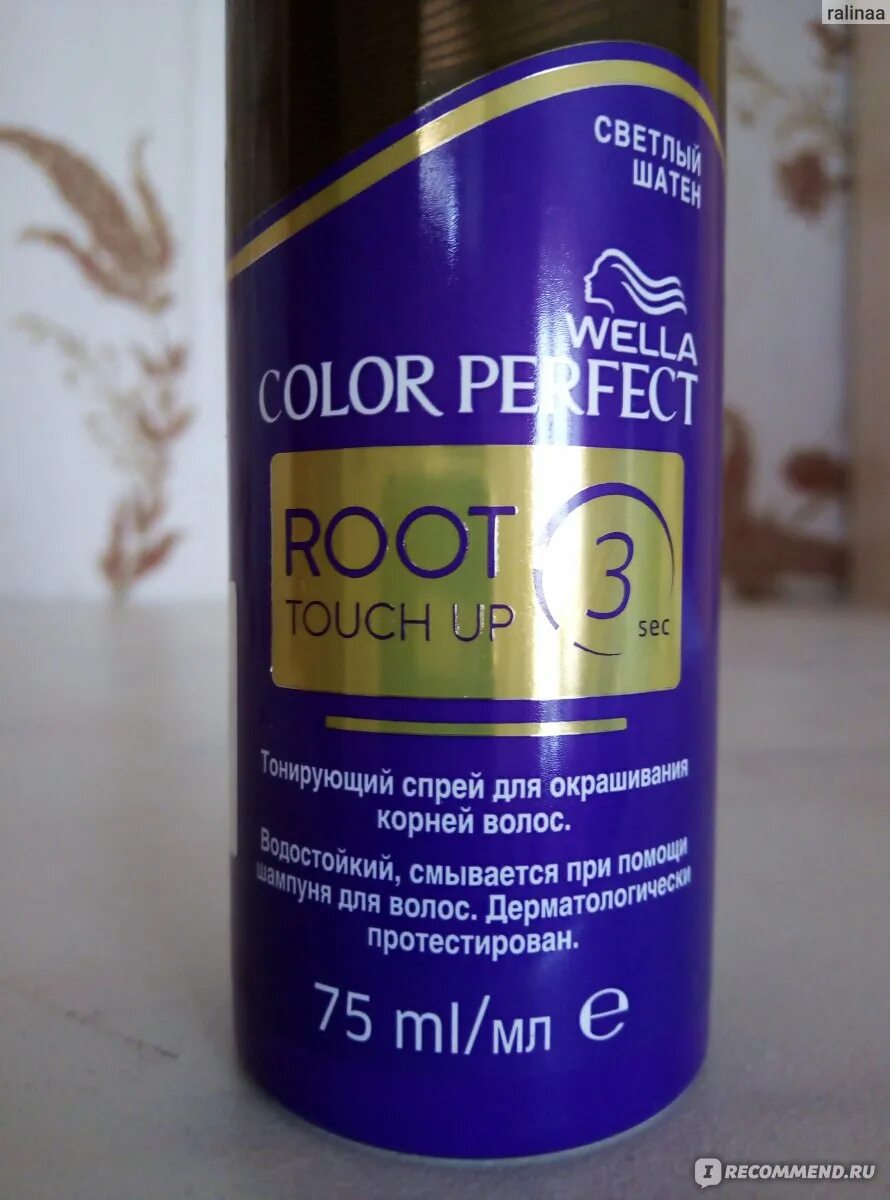 ralinaa
СВЕТЛЫЙ
ШАТЕН
WELLA
COLOR PERFECT
ROOT
TOUCH UP
3
sec
Тонирующий спрей для окрашивания
корней волос.
Водостойкий, смывается при помощи
шампуня для волос. Дерматологически
протестирован.
75 ml/мл e
IRECOMMEND.RU